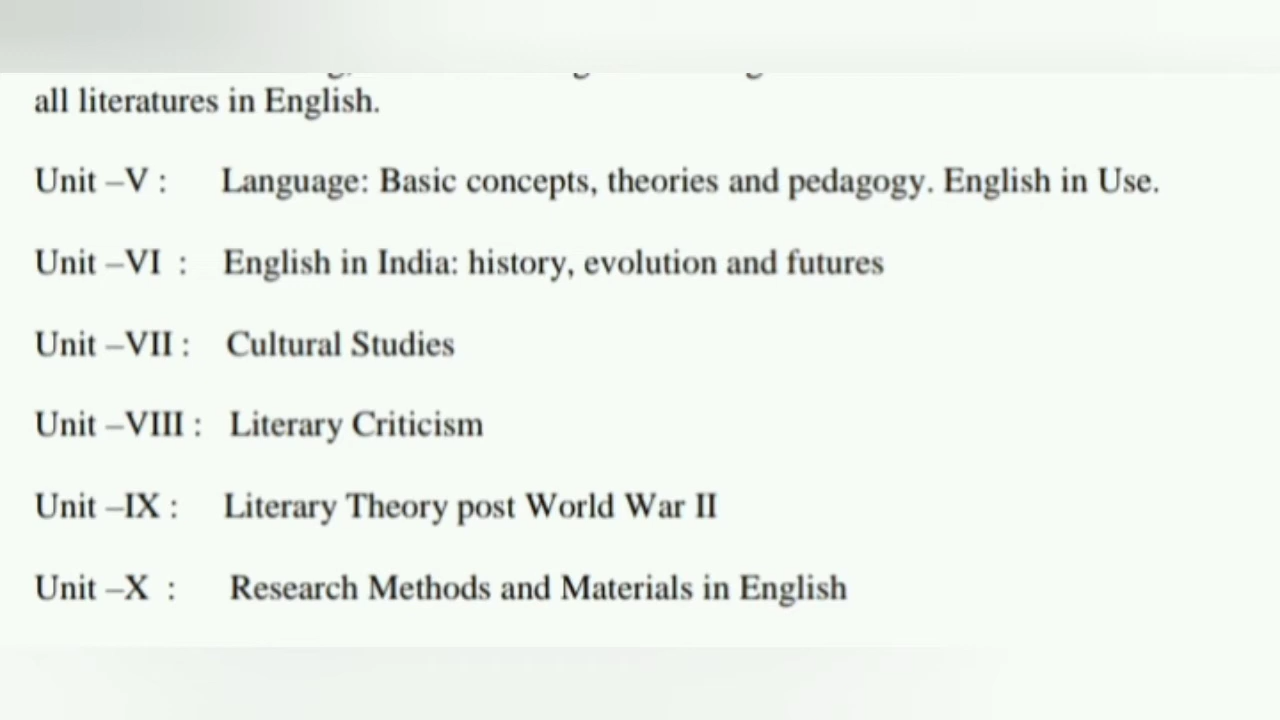 all literatures in English.
Unit –V : Language: Basic concepts, theories and pedagogy. English in Use.
Unit –VI : English in India: history, evolution and futures
Unit –VII : Cultural Studies
Unit –VIII : Literary Criticism
Unit –IX : Literary Theory post World War II
Unit –X : Research Methods and Materials in English